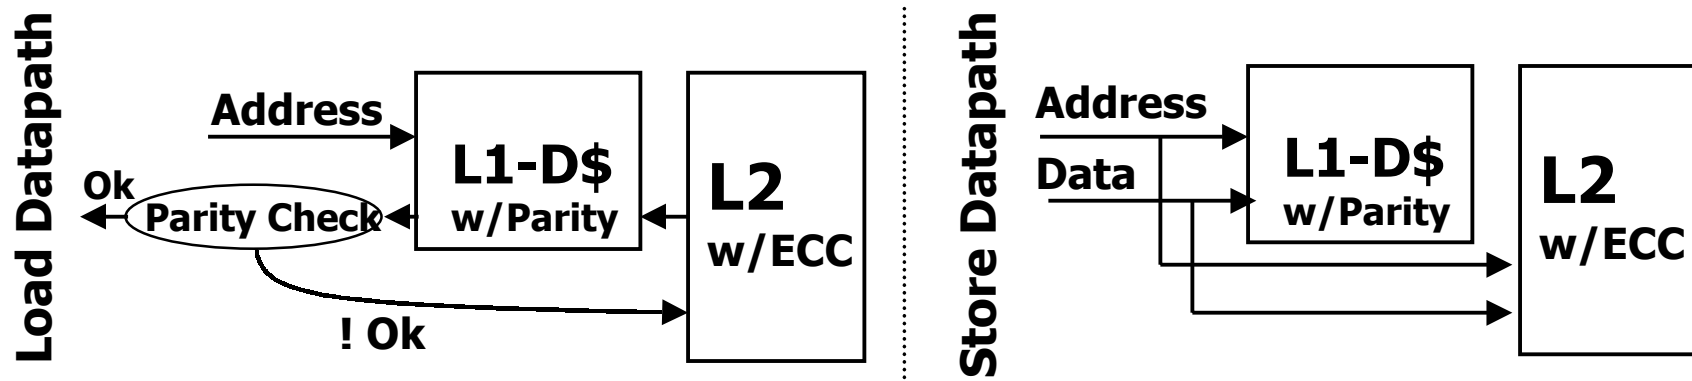 Load Datapath
Address
L1-D$
w/Parity
L2
w/ECC
Ok
Parity Check
! Ok
Store Datapath
Address
Data
L1-D$
w/Parity
L2
w/ECC